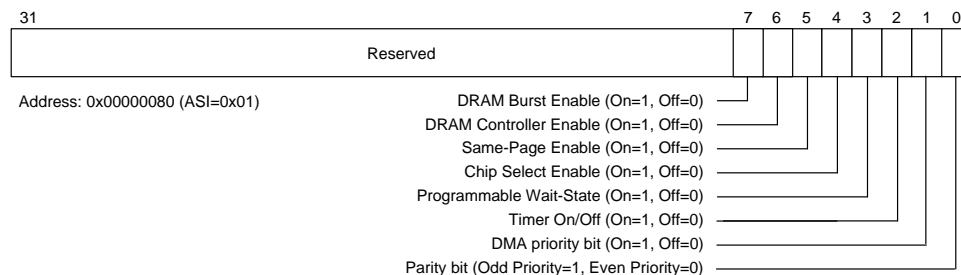 31 7 6 5 4 3 2 1 0
Reserved
Address: 0x00000080 (ASI=0x01)
DRAM Burst Enable (On=1, Off=0)
DRAM Controller Enable (On=1, Off=0)
Same-Page Enable (On=1, Off=0)
Chip Select Enable (On=1, Off=0)
Programmable Wait-State (On=1, Off=0)
Timer On/Off (On=1, Off=0)
DMA priority bit (On=1, Off=0)
Parity bit (Odd Priority=1, Even Priority=0)